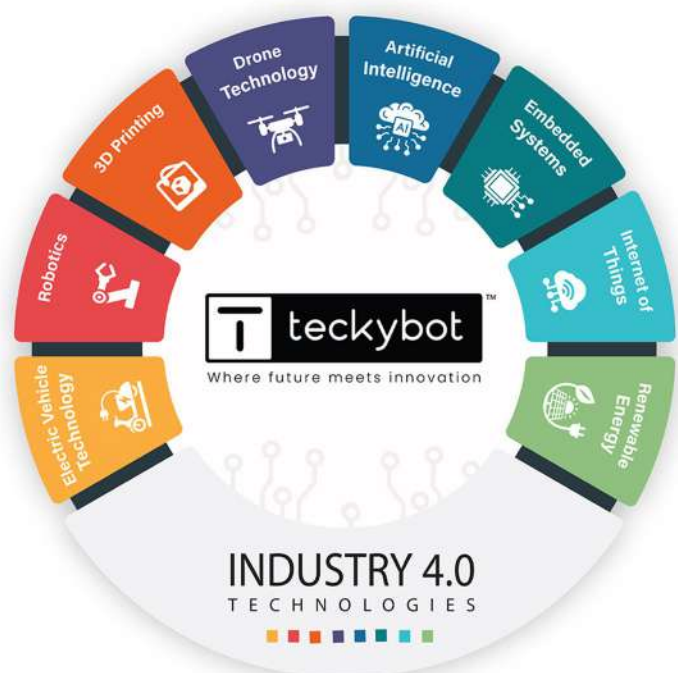 Electric Vehicle
Technology
Robotics
3D Printing
Drone
Technology
Artificial
Intelligence
AI
Embedded
Systems
Internet of
Things
Renewable
Energy
T teckybot ™
Where future meets innovation
INDUSTRY 4.0
TECHNOLOGIES